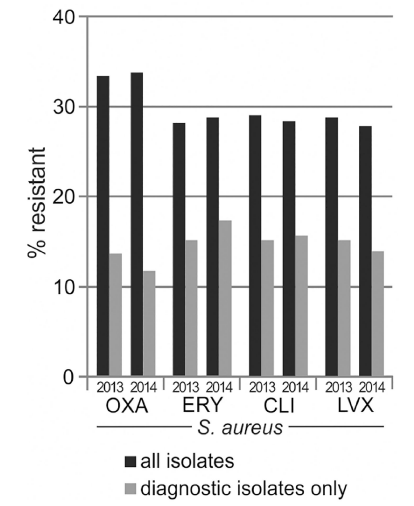 40
30
20
10
0
% resistant
2013 2014 2013 2014 2013 2014 2013 2014
OXA ERY CLI LVX
S. aureus
all isolates
diagnostic isolates only